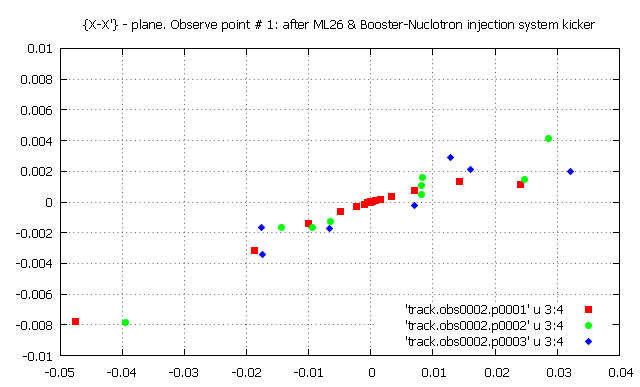 {X-X'} - plane. Observe point # 1: after ML26 & Booster-Nuclotron injection system kicker
0.01
0.008
0.006
0.004
0.002
0
-0.002
-0.004
-0.006
-0.008
-0.01
'track.obs0002.p0001' u 3:4
'track.obs0002.p0002' u 3:4
'track.obs0002.p0003' u 3:4
-0.05 -0.04 -0.03 -0.02 -0.01 0 0.01 0.02 0.03 0.04